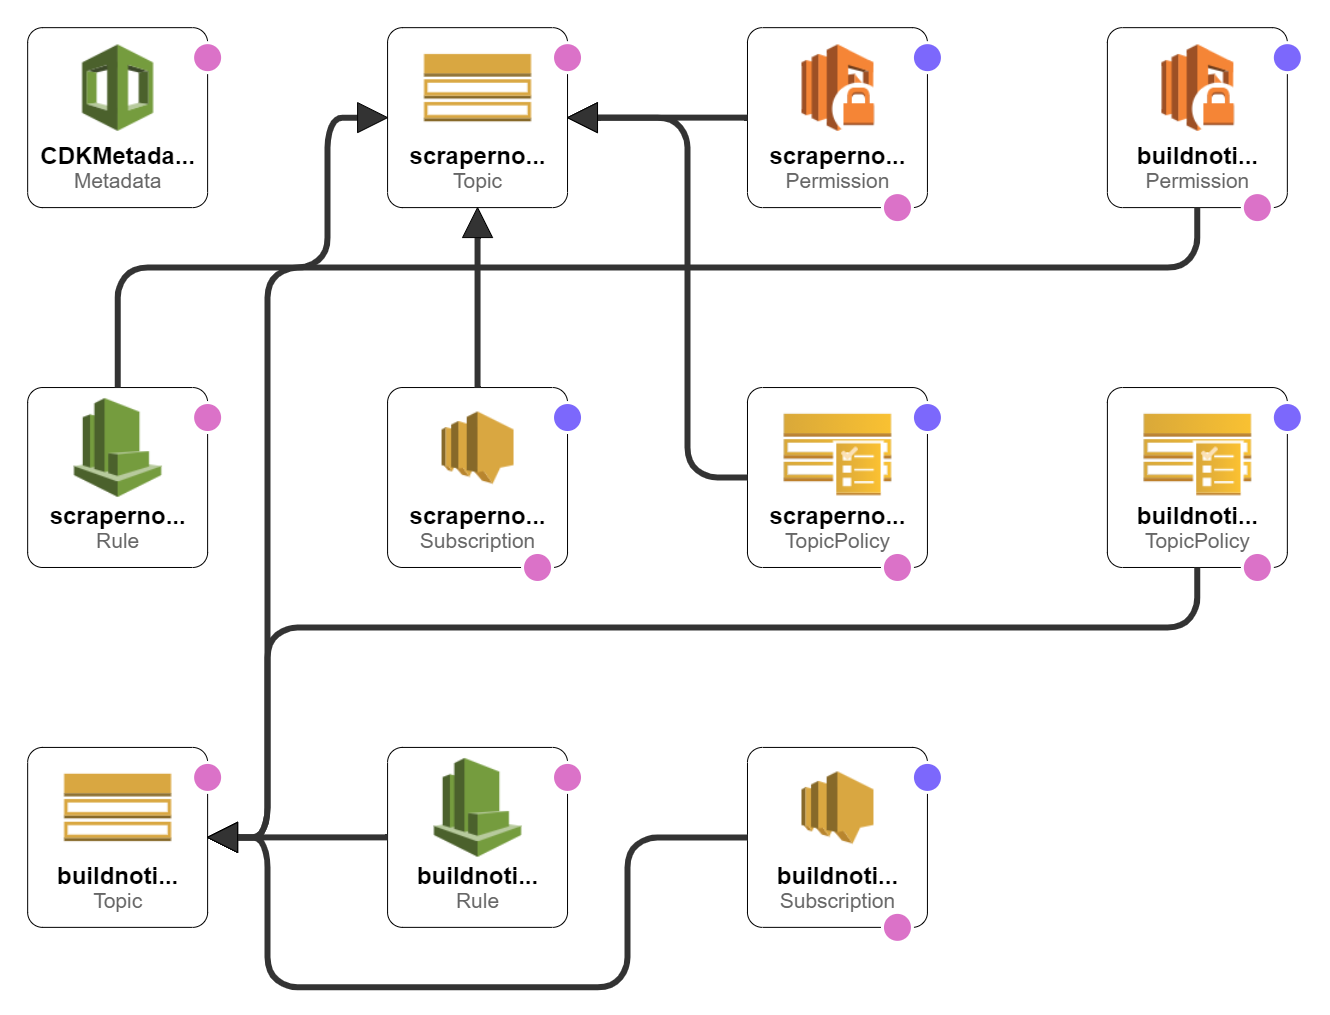 CDKMetada...
Metadata
scraperno...
Topic
scraperno...
Permission
buildnoti...
Permission
scraperno...
Rule
scraperno...
Subscription
scraperno...
TopicPolicy
buildnoti...
TopicPolicy
buildnoti...
Topic
buildnoti...
Rule
buildnoti...
Subscription